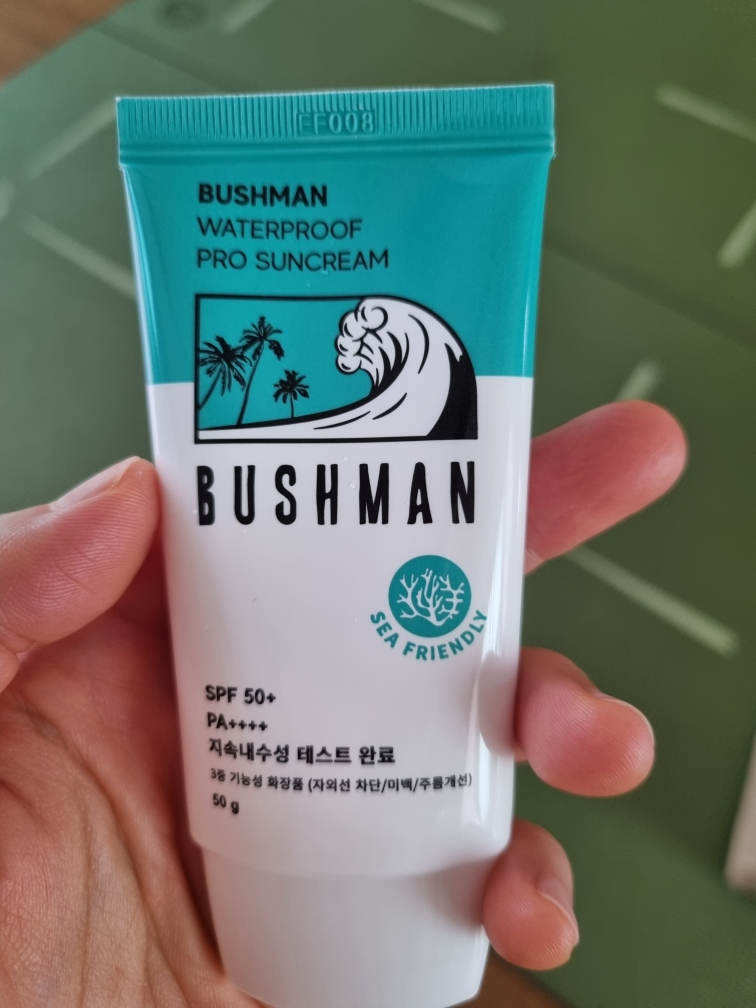 FF008
BUSHMAN
WATERPROOF
PRO SUNCREAM
BUSHMAN
SEA FRIENDLY
SPF 50+
PA++++
지속내수성 테스트 완료
3중 기능성 화장품 (자외선 차단/미백/주름개선)
50 g